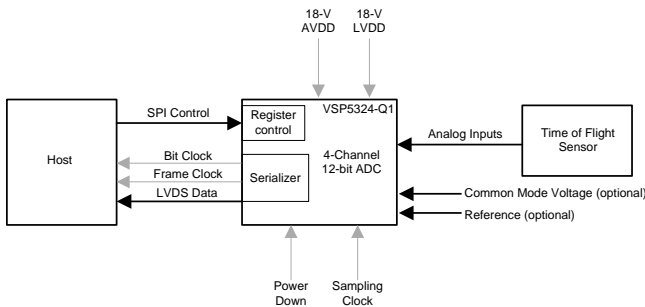 18-V
AVDD
18-V
LVDD
VSP5324-Q1
SPI Control
Register
control
Host
Bit Clock
Frame Clock
LVDS Data
Serializer
4-Channel
12-bit ADC
Analog Inputs
Time of Flight
Sensor
Common Mode Voltage (optional)
Reference (optional)
Power
Down
Sampling
Clock